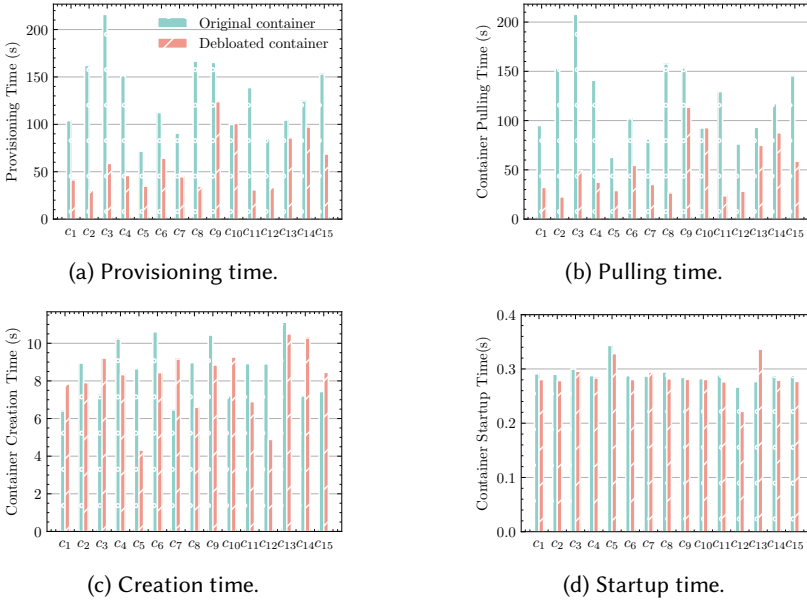 Provisioning Time (s)
200
150
100
50
0
Original container
Debloated container
c1 c2 c3 c4 c5 c6 c7 c8 c9 c10 c11 c12 c13 c14 c15
(a) Provisioning time.
Container Pulling Time (s)
200
150
100
50
0
c1 c2 c3 c4 c5 c6 c7 c8 c9 c10 c11 c12 c13 c14 c15
(b) Pulling time.
Container Creation Time (s)
10
8
6
4
2
0
c1 c2 c3 c4 c5 c6 c7 c8 c9 c10 c11 c12 c13 c14 c15
(c) Creation time.
Container Startup Time(s)
0.4
0.3
0.2
0.1
0.0
c1 c2 c3 c4 c5 c6 c7 c8 c9 c10 c11 c12 c13 c14 c15
(d) Startup time.